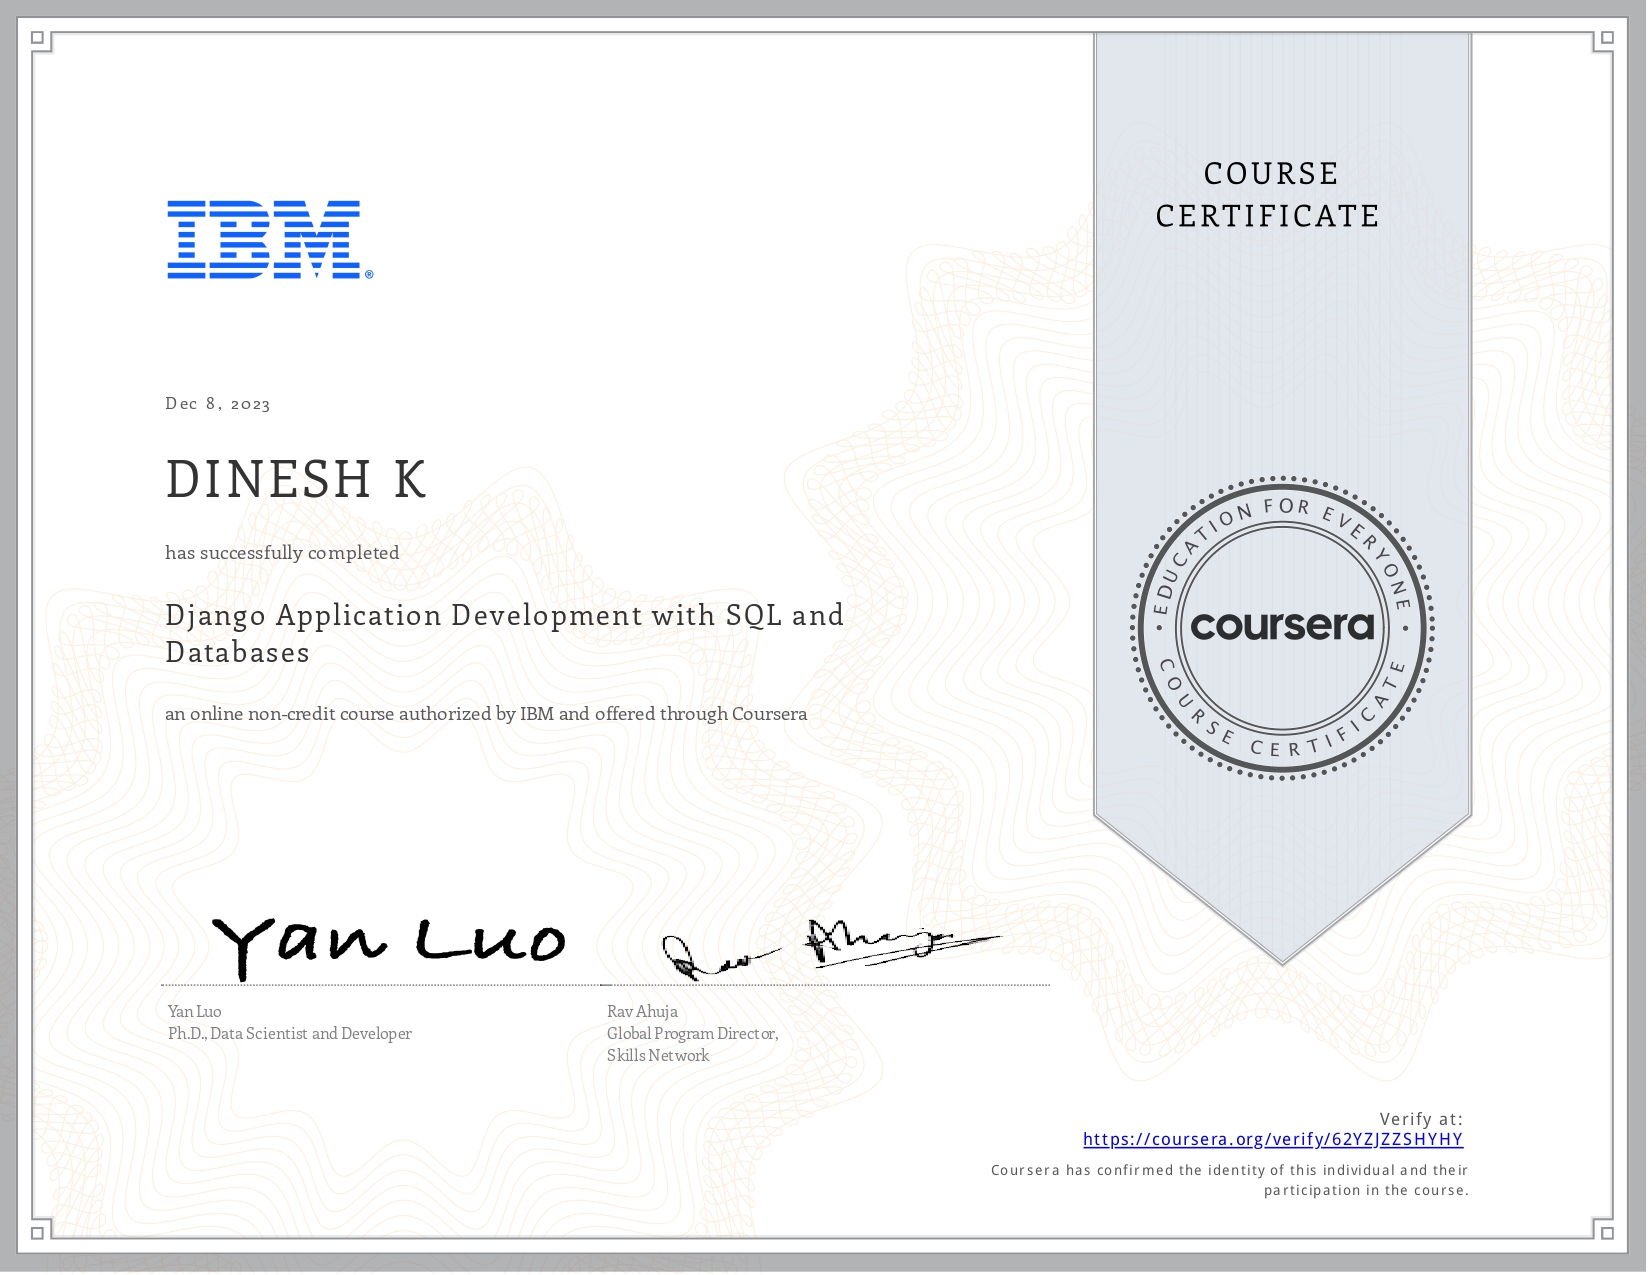 COURSE
CERTIFICATE
IBM®
Dec 8, 2023
DINESH K
has successfully completed
Django Application Development with SQL and
Databases
an online non-credit course authorized by IBM and offered through Coursera
• EDUCATION FOR EVERYONE •
coursera
COURSE CERTIFICATE
Yan Luo
Rav Ahuja
Yan Luo
Ph.D., Data Scientist and Developer
Rav Ahuja
Global Program Director,
Skills Network
Verify at:
https://coursera.org/verify/62YZJZZSHYHY
Coursera has confirmed the identity of this individual and their
participation in the course.